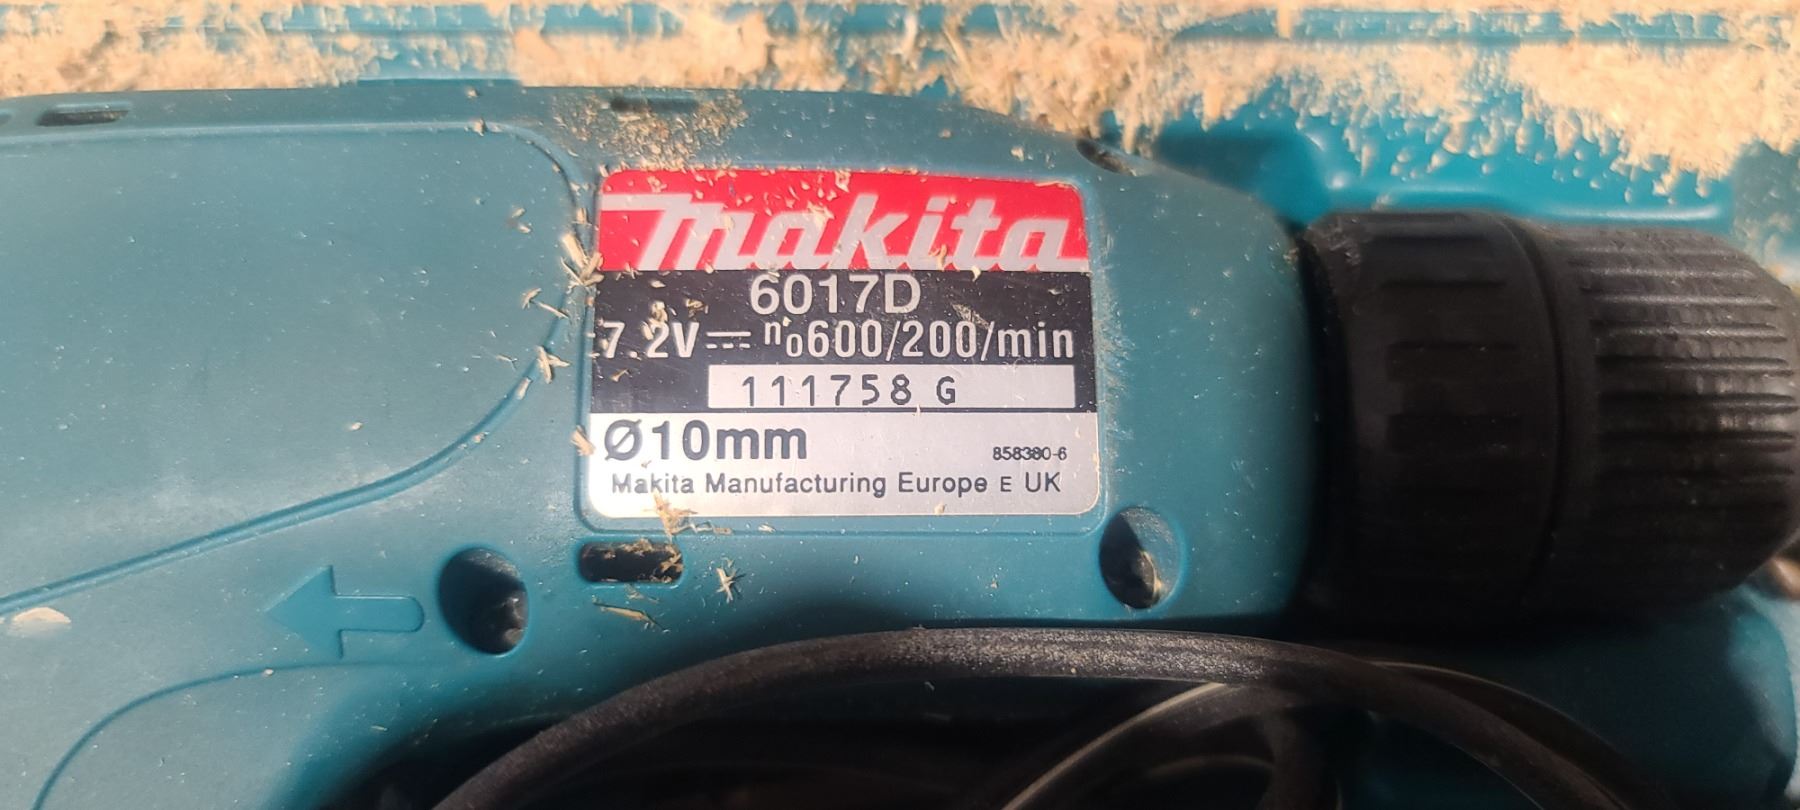 makita
6017D
7.2V⎓ n₀600/200/min
111758 G
Ø10mm
858380-6
Makita Manufacturing Europe E UK